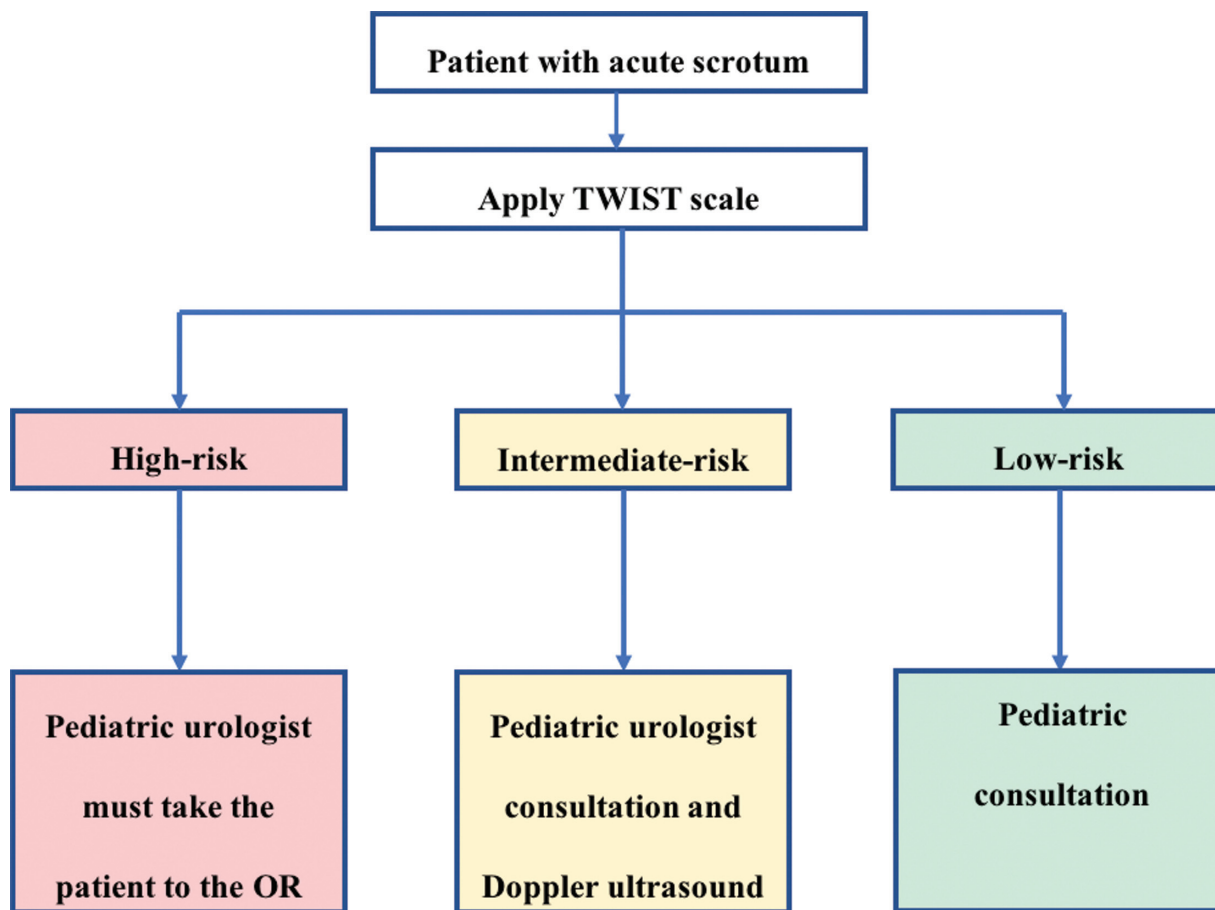 Patient with acute scrotum
Apply TWIST scale
High-risk
Intermediate-risk
Low-risk
Pediatric urologist
must take the
patient to the OR
Pediatric urologist
consultation and
Doppler ultrasound
Pediatric
consultation